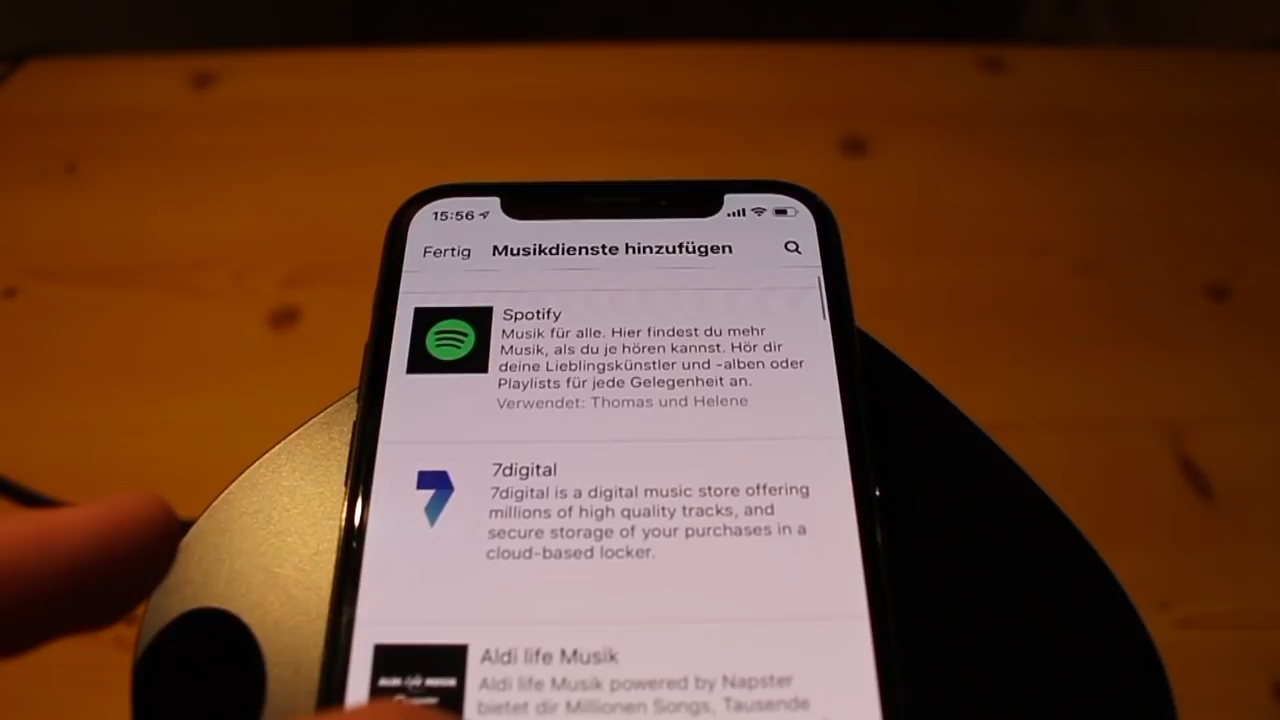 15:56
Fertig Musikdienste hinzufügen
Spotify
Musik für alle. Hier findest du mehr
Musik, als du je hören kannst. Hör dir
deine Lieblingskünstler und -alben oder
Playlists für jede Gelegenheit an.
Verwendet: Thomas und Helene
7digital
7digital is a digital music store offering
millions of high quality tracks, and
secure storage of your purchases in a
cloud-based locker.
Aldi life Musik
Aldi life Musik powered by Napster
bietet dir Millionen Songs, Tausende